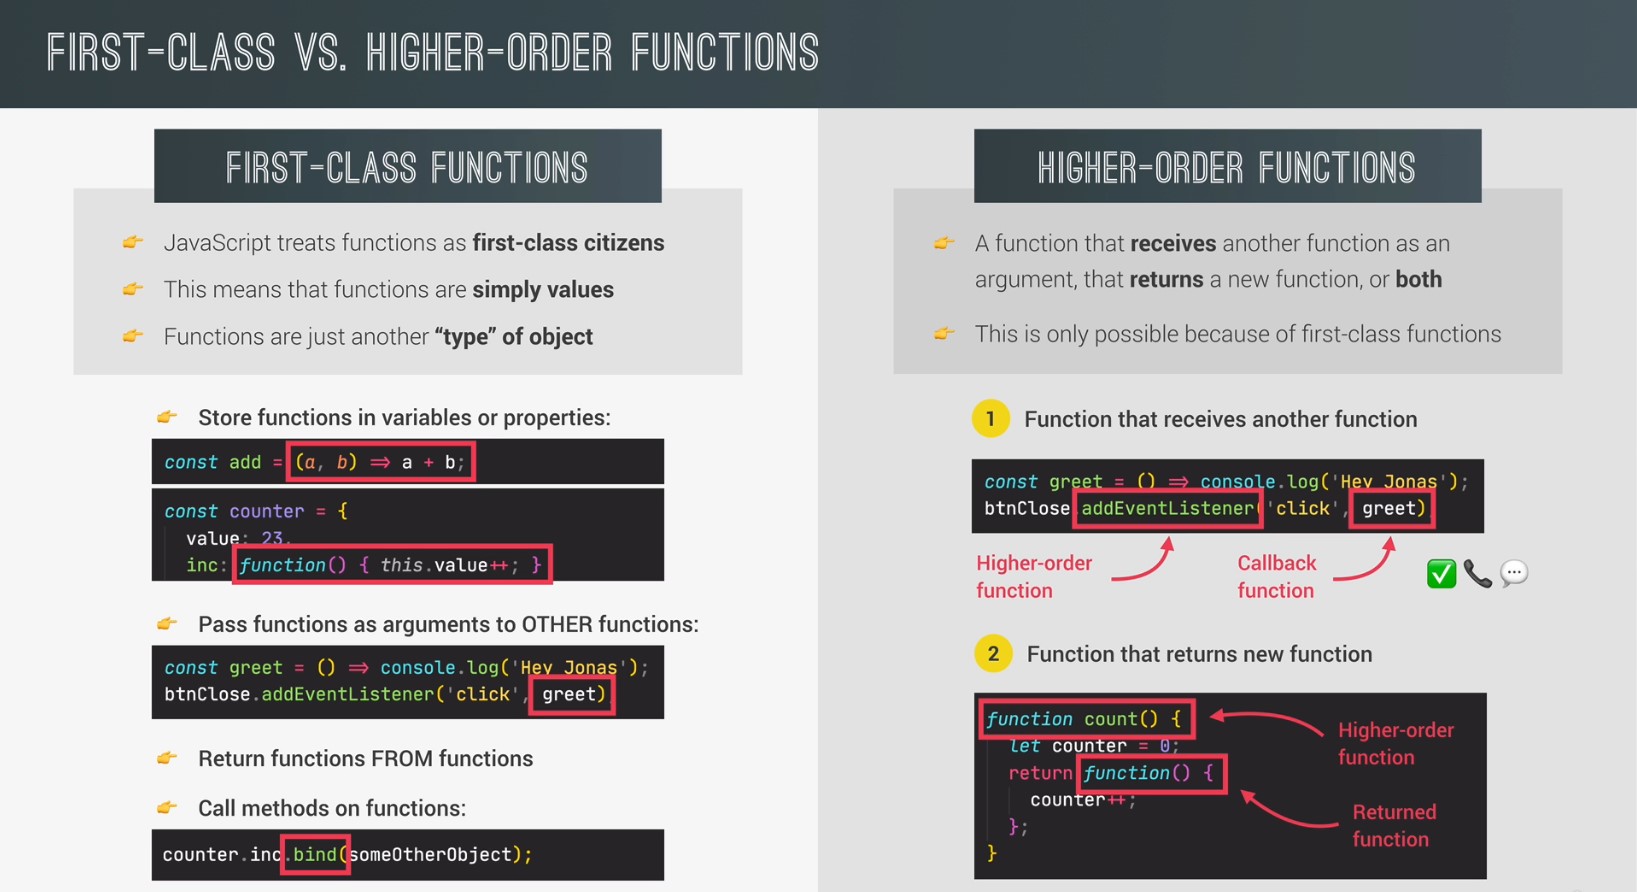 FIRST-CLASS VS. HIGHER-ORDER FUNCTIONS
FIRST-CLASS FUNCTIONS
JavaScript treats functions as first-class citizens
This means that functions are simply values
Functions are just another “type” of object
Store functions in variables or properties:
const add = (a, b) => a + b;
const counter = {
value: 23,
inc: function() { this.value++; }
Pass functions as arguments to OTHER functions:
const greet = () => console.log('Hey Jonas');
btnClose.addEventListener('click', greet)
Return functions FROM functions
Call methods on functions:
counter.inc.bind(someOtherObject);
HIGHER-ORDER FUNCTIONS
A function that receives another function as an
argument, that returns a new function, or both
This is only possible because of first-class functions
1 Function that receives another function
const greet = () => console.log('Hey Jonas');
btnClose.addEventListener('click', greet)
Higher-order
function
Callback
function
2 Function that returns new function
function count() {
let counter = 0;
return function() {
counter++;
};
}
Higher-order
function
Returned
function